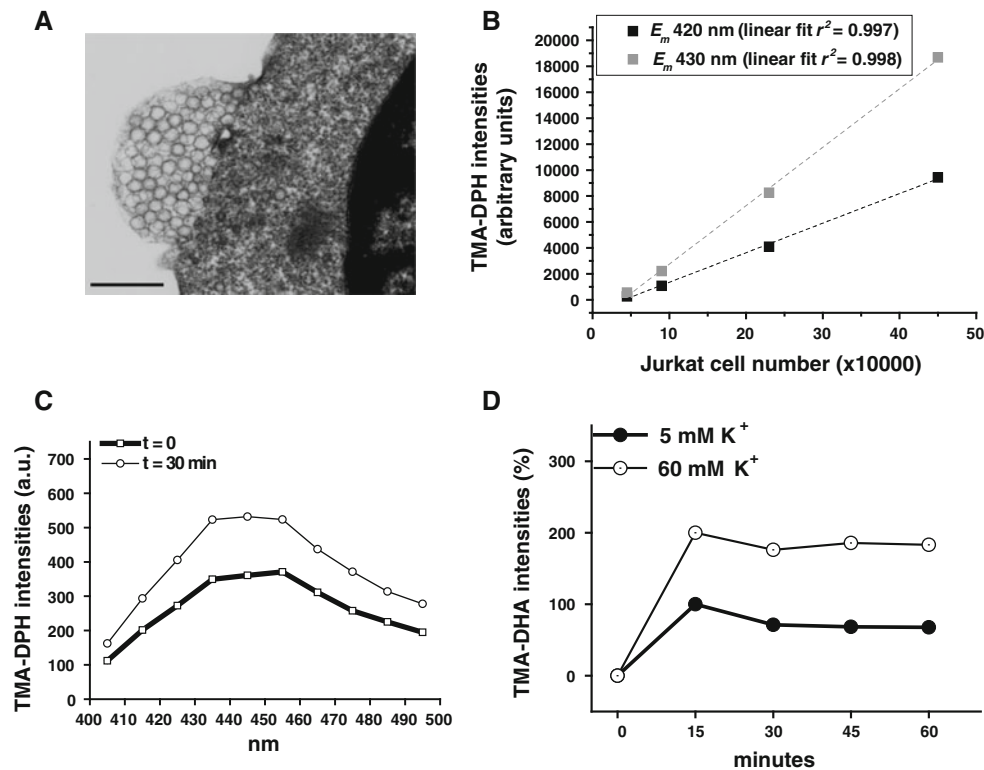 A
B
E_m 420 nm (linear fit r² = 0.997)
E_m 430 nm (linear fit r² = 0.998)
TMA-DPH intensities
(arbitrary units)
20000
18000
16000
14000
12000
10000
8000
6000
4000
2000
0
0 10 20 30 40 50
Jurkat cell number (x10000)
C
t = 0
t = 30 min
TMA-DPH intensities (a.u.)
700
600
500
400
300
200
100
0
400 410 420 430 440 450 460 470 480 490 500
nm
D
5 mM K⁺
60 mM K⁺
TMA-DHA intensities (%)
300
200
100
0
0 15 30 45 60
minutes